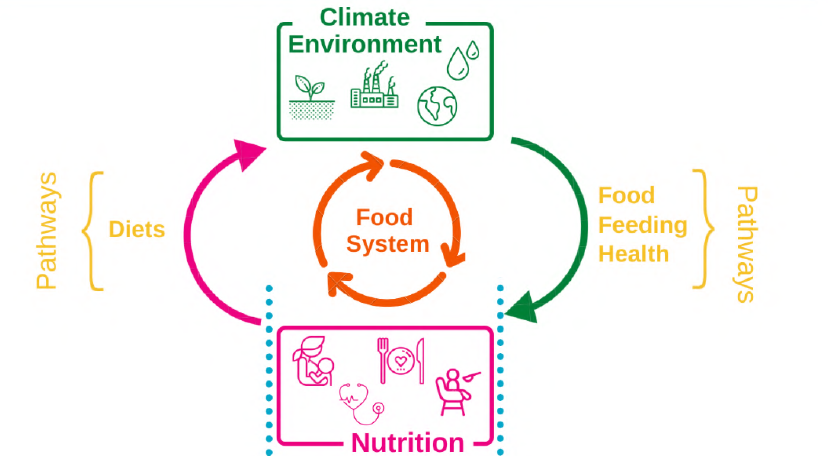 Climate
Environment
Pathways
Diets
Food
System
Food
Feeding
Health
Pathways
Nutrition